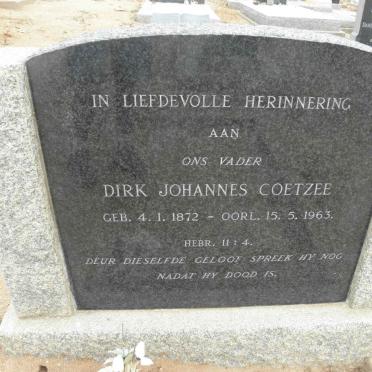 IN LIEFDEVOLLE HERINNERING
AAN
ONS VADER
DIRK JOHANNES COETZEE
GEB. 4. 1. 1872 - OORL. 15. 5. 1963.
HEBR. 11 : 4.
DEUR DIESELFDE GELOOF SPREEK HY NOG
NADAT HY DOOD IS.